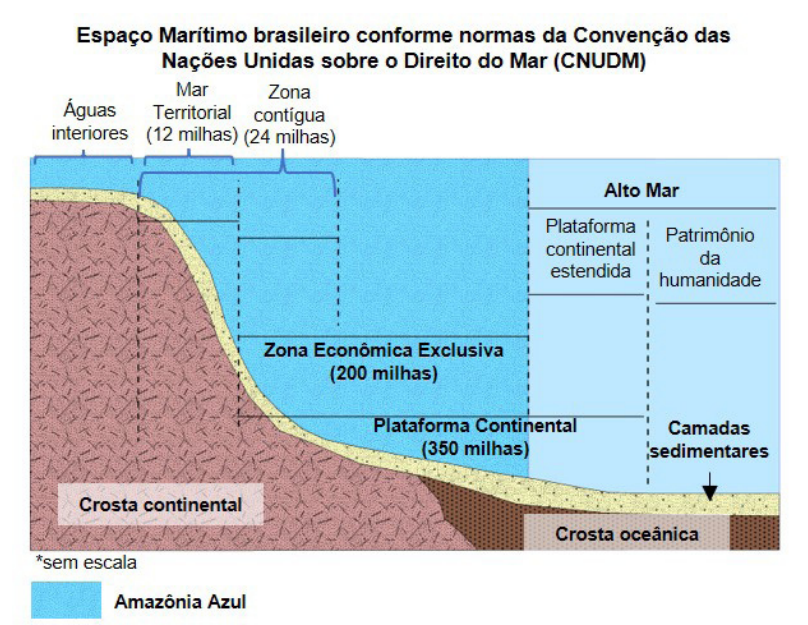 Espaço Marítimo brasileiro conforme normas da Convenção das
Nações Unidas sobre o Direito do Mar (CNUDM)
Águas
interiores
Mar
Territorial
(12 milhas)
Zona
contígua
(24 milhas)
Alto Mar
Plataforma
continental
estendida
Patrimônio
da
humanidade
Zona Econômica Exclusiva
(200 milhas)
Plataforma Continental
(350 milhas)
Camadas
sedimentares
Crosta continental
Crosta oceânica
*sem escala
Amazônia Azul